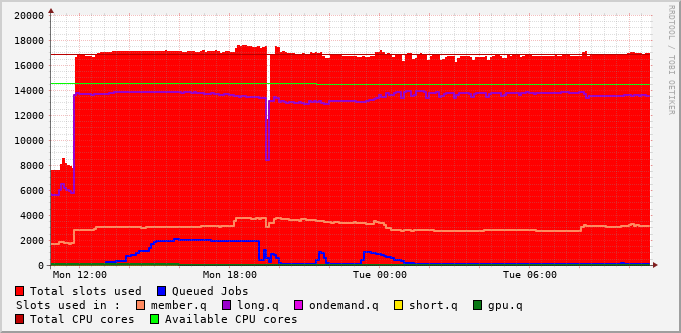 20000
18000
16000
14000
12000
10000
8000
6000
4000
2000
0
Mon 12:00 Mon 18:00 Tue 00:00 Tue 06:00
RRDTOOL / TOBI OETIKER
Total slots used Queued Jobs
Slots used in : member.q long.q ondemand.q short.q gpu.q
Total CPU cores Available CPU cores